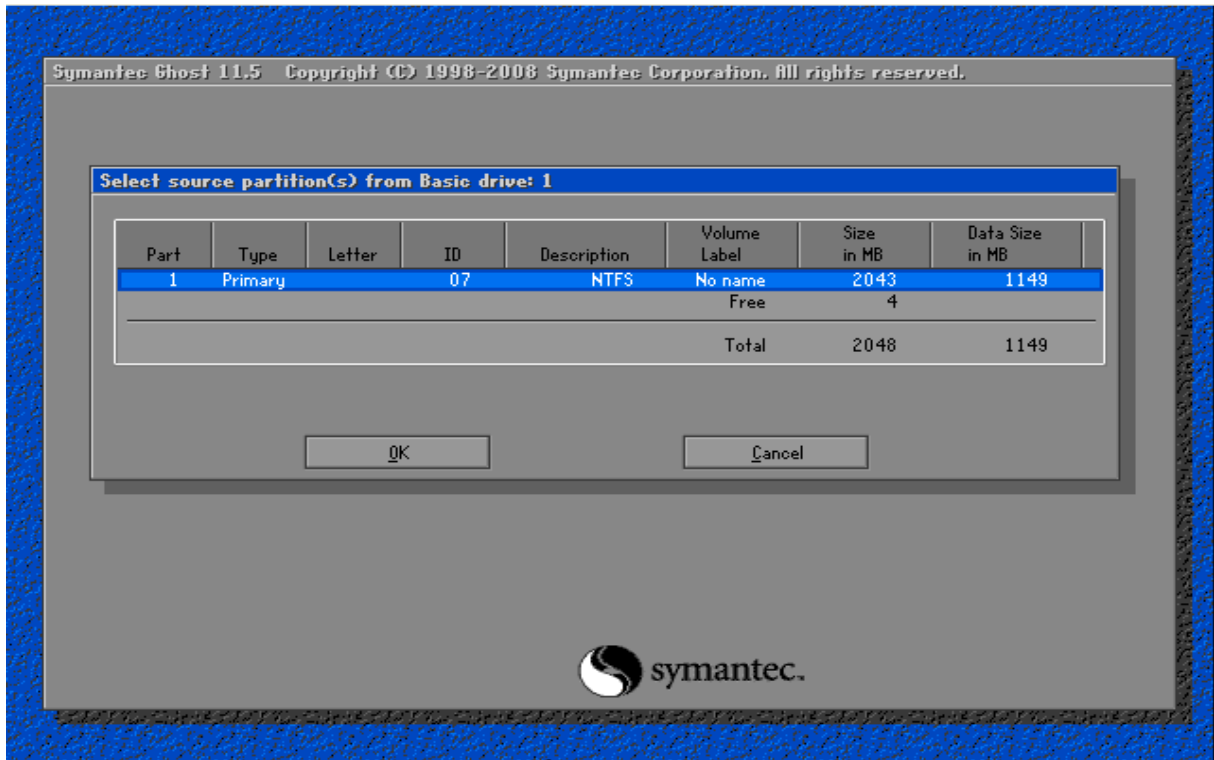 Symantec Ghost 11.5 Copyright (C) 1998-2008 Symantec Corporation. All rights reserved.
Select source partition(s) from Basic drive: 1
Part Type Letter ID Description Volume Label Size in MB Data Size in MB
1 Primary 07 NTFS No name 2043 1149
Free 4
Total 2048 1149
OK Cancel
symantec.